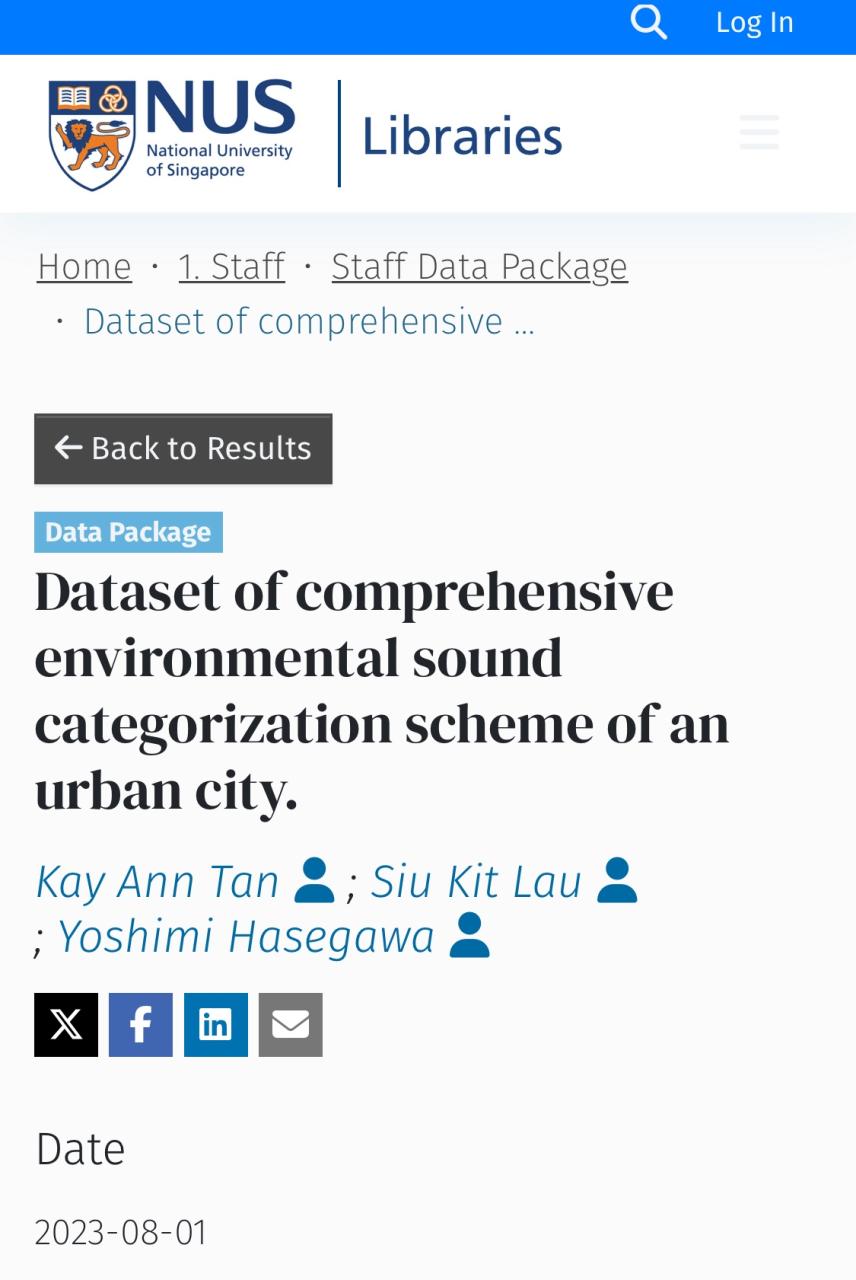 Log In
NUS
National University
of Singapore
Libraries
Home · 1. Staff · Staff Data Package
· Dataset of comprehensive ...
← Back to Results
Data Package
Dataset of comprehensive
environmental sound
categorization scheme of an
urban city.
Kay Ann Tan ; Siu Kit Lau
; Yoshimi Hasegawa
Date
2023-08-01